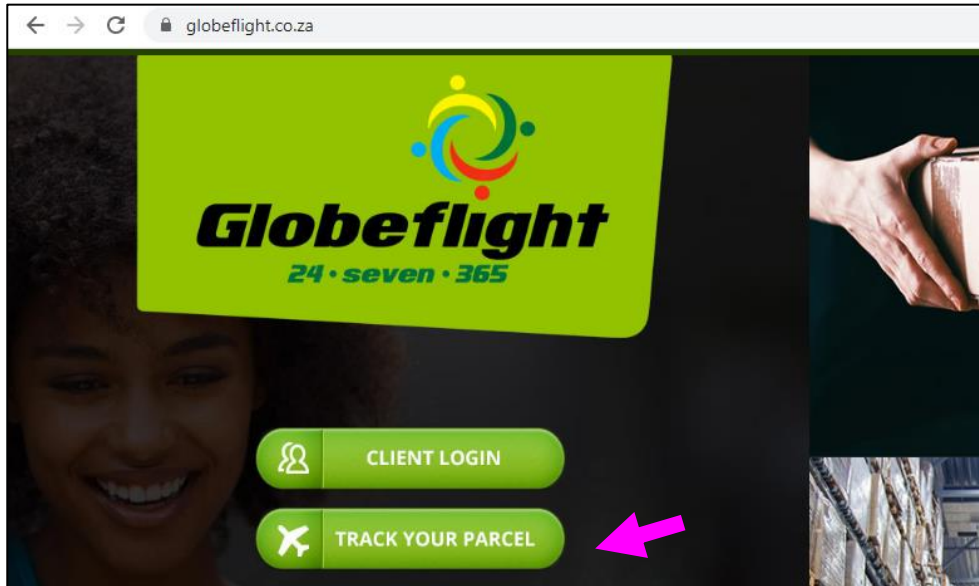 globeflight.co.za
Globeflight
24 • seven • 365
CLIENT LOGIN
TRACK YOUR PARCEL